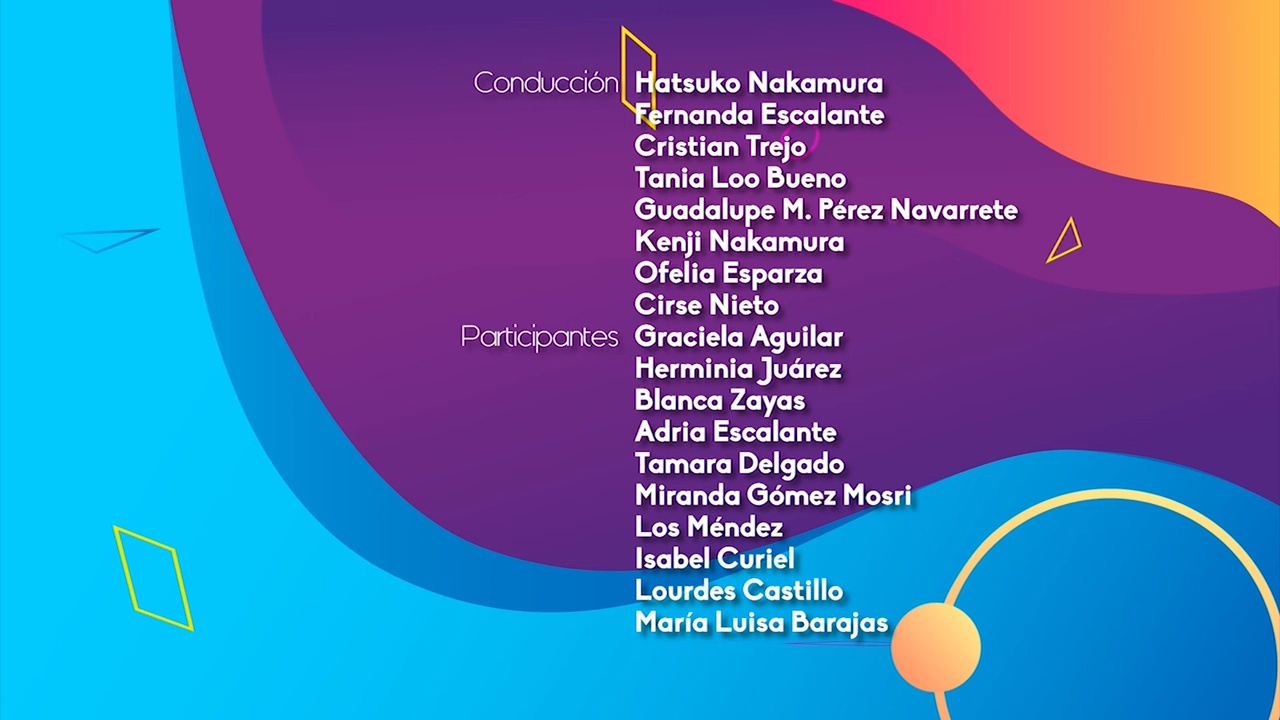 Conducción Hatsuko Nakamura
Fernanda Escalante
Cristian Trejo
Tania Loo Bueno
Guadalupe M. Pérez Navarrete
Kenji Nakamura
Ofelia Esparza
Cirse Nieto
Participantes Graciela Aguilar
Herminia Juárez
Blanca Zayas
Adria Escalante
Tamara Delgado
Miranda Gómez Mosri
Los Méndez
Isabel Curiel
Lourdes Castillo
María Luisa Barajas